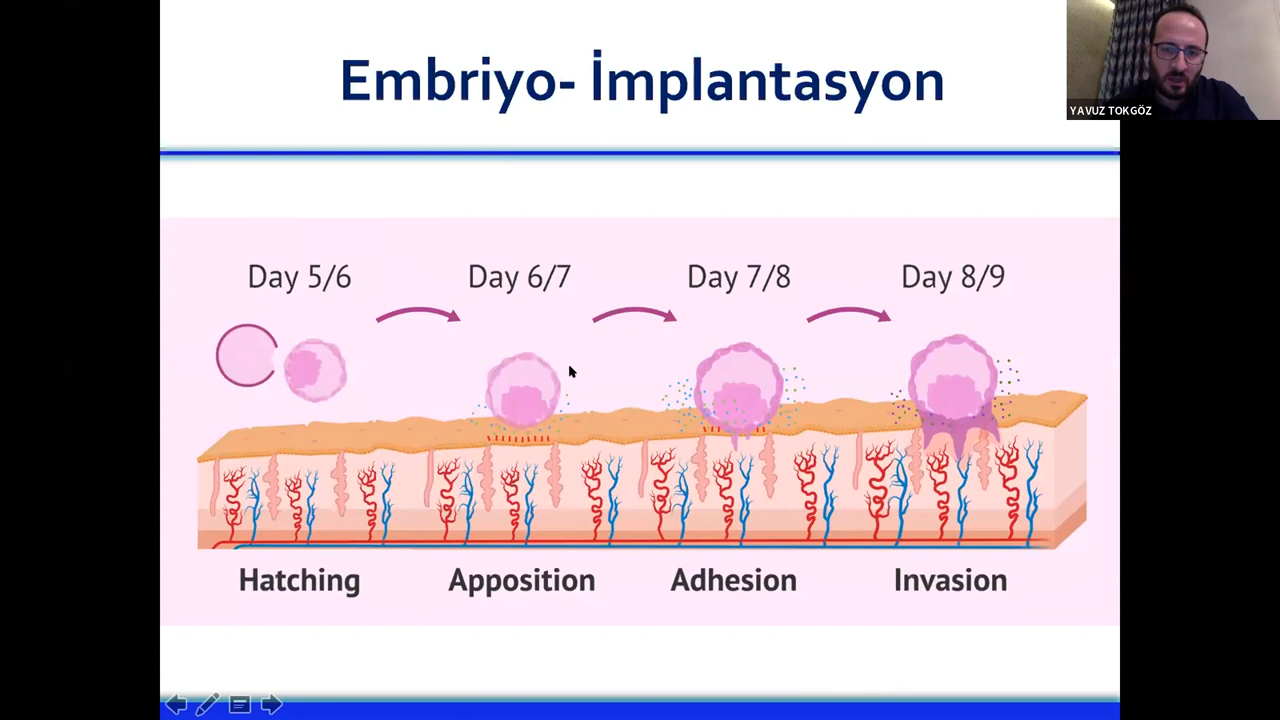 Embriyo- İmplantasyon
YAVUZ TOKGÖZ
Day 5/6
Day 6/7
Day 7/8
Day 8/9
Hatching
Apposition
Adhesion
Invasion